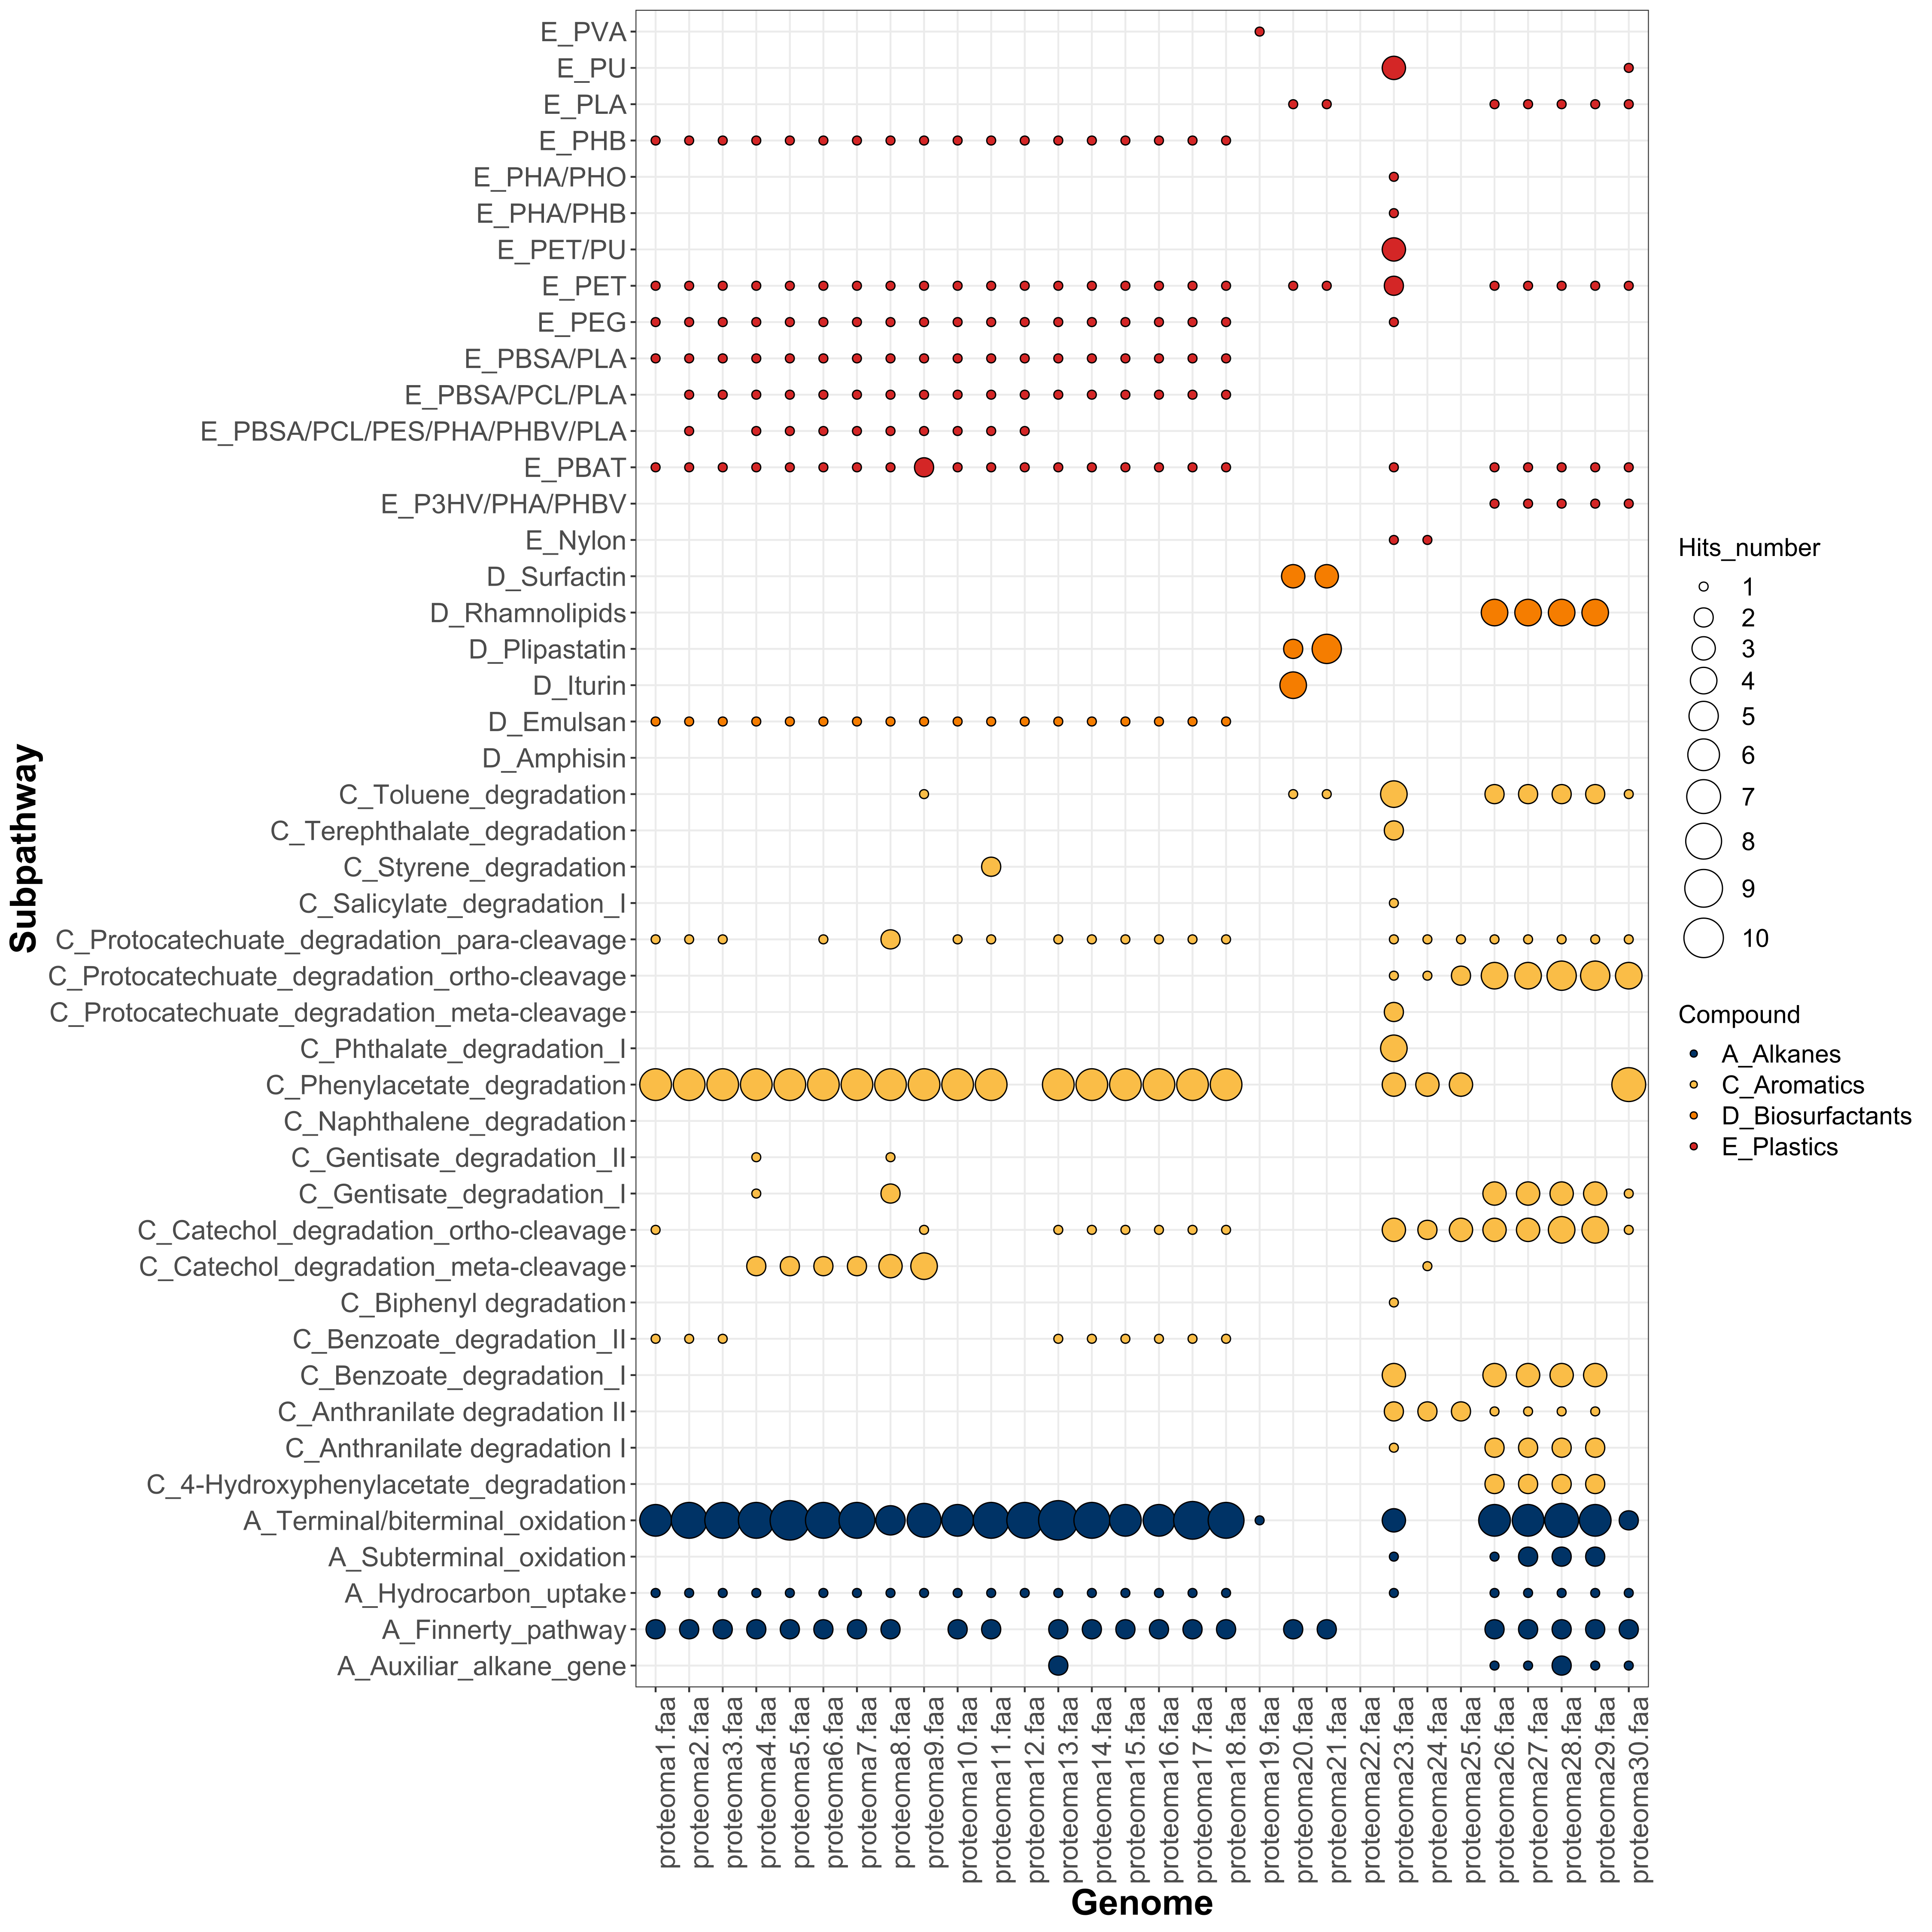 E_PVA
E_PU
E_PLA
E_PHB
E_PHA/PHO
E_PHA/PHB
E_PET/PU
E_PET
E_PEG
E_PBSA/PLA
E_PBSA/PCL/PLA
E_PBSA/PCL/PES/PHA/PHBV/PLA
E_PBAT
E_P3HV/PHA/PHBV
E_Nylon
D_Surfactin
D_Rhamnolipids
D_Plipastatin
D_Iturin
D_Emulsan
D_Amphisin
C_Toluene_degradation
C_Terephthalate_degradation
C_Styrene_degradation
C_Salicylate_degradation_I
C_Protocatechuate_degradation_para-cleavage
C_Protocatechuate_degradation_ortho-cleavage
C_Protocatechuate_degradation_meta-cleavage
C_Phthalate_degradation_I
C_Phenylacetate_degradation
C_Naphthalene_degradation
C_Gentisate_degradation_II
C_Gentisate_degradation_I
C_Catechol_degradation_ortho-cleavage
C_Catechol_degradation_meta-cleavage
C_Biphenyl degradation
C_Benzoate_degradation_II
C_Benzoate_degradation_I
C_Anthranilate degradation II
C_Anthranilate degradation I
C_4-Hydroxyphenylacetate_degradation
A_Terminal/biterminal_oxidation
A_Subterminal_oxidation
A_Hydrocarbon_uptake
A_Finnerty_pathway
A_Auxiliar_alkane_gene
Subpathway
proteoma1.faa
proteoma2.faa
proteoma3.faa
proteoma4.faa
proteoma5.faa
proteoma6.faa
proteoma7.faa
proteoma8.faa
proteoma9.faa
proteoma10.faa
proteoma11.faa
proteoma12.faa
proteoma13.faa
proteoma14.faa
proteoma15.faa
proteoma16.faa
proteoma17.faa
proteoma18.faa
proteoma19.faa
proteoma20.faa
proteoma21.faa
proteoma22.faa
proteoma23.faa
proteoma24.faa
proteoma25.faa
proteoma26.faa
proteoma27.faa
proteoma28.faa
proteoma29.faa
proteoma30.faa
Genome
Hits_number
1
2
3
4
5
6
7
8
9
10
Compound
A_Alkanes
C_Aromatics
D_Biosurfactants
E_Plastics